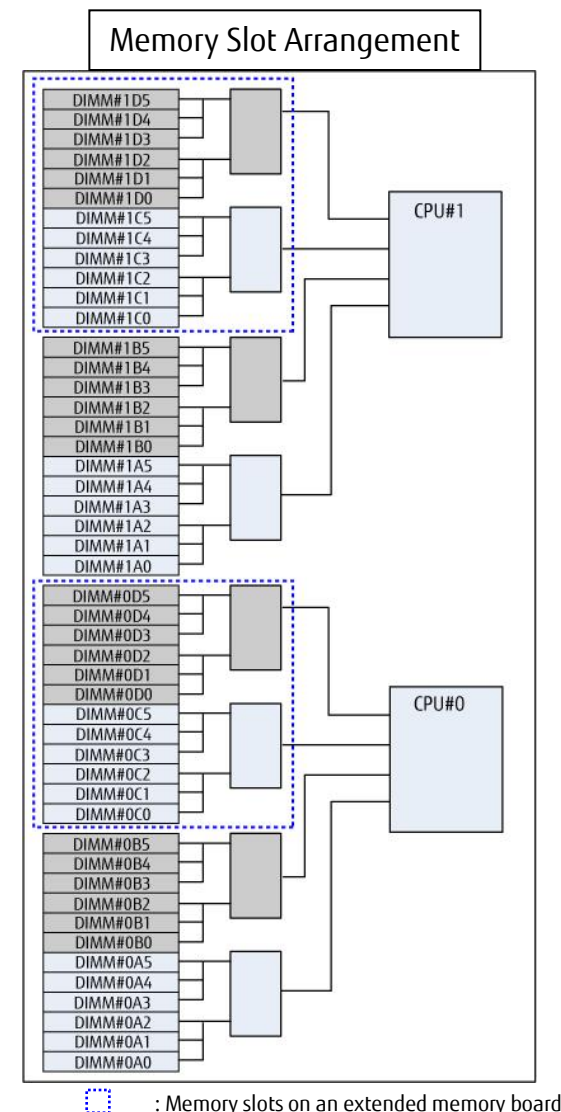 Memory Slot Arrangement
DIMM#1D5
DIMM#1D4
DIMM#1D3
DIMM#1D2
DIMM#1D1
DIMM#1D0
DIMM#1C5
DIMM#1C4
DIMM#1C3
DIMM#1C2
DIMM#1C1
DIMM#1C0
CPU#1
DIMM#1B5
DIMM#1B4
DIMM#1B3
DIMM#1B2
DIMM#1B1
DIMM#1B0
DIMM#1A5
DIMM#1A4
DIMM#1A3
DIMM#1A2
DIMM#1A1
DIMM#1A0
DIMM#0D5
DIMM#0D4
DIMM#0D3
DIMM#0D2
DIMM#0D1
DIMM#0D0
DIMM#0C5
DIMM#0C4
DIMM#0C3
DIMM#0C2
DIMM#0C1
DIMM#0C0
CPU#0
DIMM#0B5
DIMM#0B4
DIMM#0B3
DIMM#0B2
DIMM#0B1
DIMM#0B0
DIMM#0A5
DIMM#0A4
DIMM#0A3
DIMM#0A2
DIMM#0A1
DIMM#0A0
: Memory slots on an extended memory board